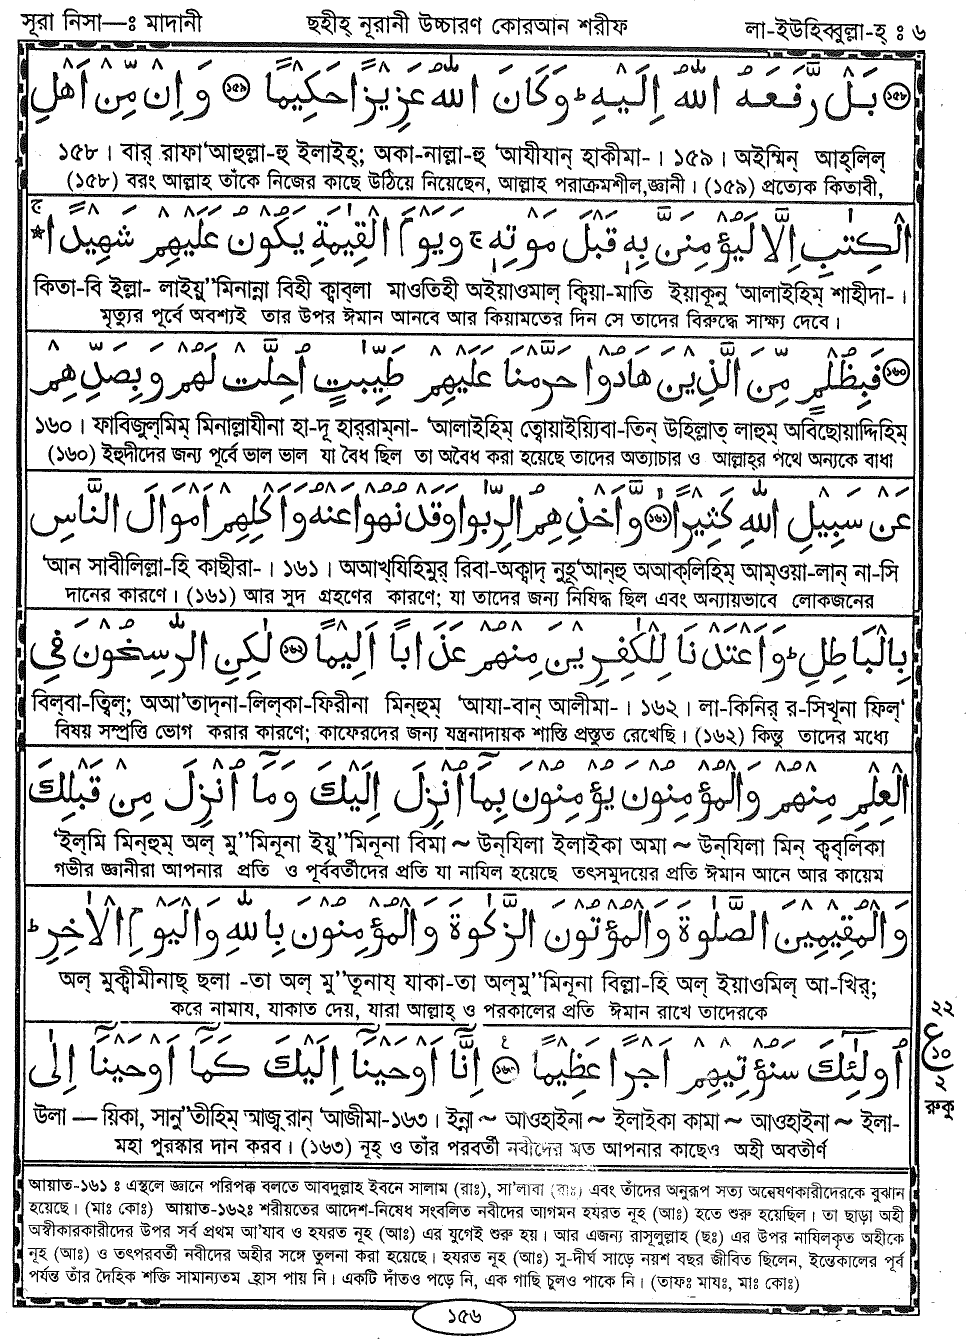 সূরা নিসা—ঃ মাদানী ছহীহ্ নূরানী উচ্চারণ কোরআন শরীফ লা-ইউহিব্বুল্লা-হ্ ঃ ৬
১৫৮ بَلْ رَّفَعَهُ اللّٰهُ اِلَيْهِ ؕ وَكَانَ اللّٰهُ عَزِيْزًا حَكِيْمًا ১৫৯ وَاِنْ مِّنْ اَهْلِ
১৫৮। বার্ রাফা‘আহুল্লা-হু ইলাইহ্; অকা-নাল্লা-হু ‘আযীযান্ হাকীমা-। ১৫৯। অইম্মিন্ আহ্‌লিল্
(১৫৮) বরং আল্লাহ তাঁকে নিজের কাছে উঠিয়ে নিয়েছেন, আল্লাহ পরাক্রমশীল,জ্ঞানী। (১৫৯) প্রত্যেক কিতাবী,
الْكِتٰبِ اِلَّا لَيُؤْمِنَنَّ بِهٖ قَبْلَ مَوْتِهٖ ج وَيَوْمَ الْقِيٰمَةِ يَكُوْنُ عَلَيْهِمْ شَهِيْدًا ج
কিতা-বি ইল্লা- লাইয়ু’’মিনান্না বিহী ক্বাব্‌লা মাওতিহী অইয়াওমাল্ ক্বিয়া-মাতি ইয়াকূনু ‘আলাইহিম্ শাহীদা-।
মৃত্যুর পূর্বে অবশ্যই তার উপর ঈমান আনবে আর কিয়ামতের দিন সে তাদের বিরুদ্ধে সাক্ষ্য দেবে।
১৬০ فَبِظُلْمٍ مِّنَ الَّذِيْنَ هَادُوْا حَرَّمْنَا عَلَيْهِمْ طَيِّبٰتٍ اُحِلَّتْ لَهُمْ وَبِصَدِّهِمْ
১৬০। ফাবিজুল্‌মিম্ মিনাল্লাযীনা হা-দূ হার্‌রাম্‌না- ‘আলাইহিম্ ত্বোয়াইয়্যিবা-তিন্ উহিল্লাত্ লাহুম্ অবিছোয়াদ্দিহিম্
(১৬০) ইহুদীদের জন্য পূর্বে ভাল ভাল যা বৈধ ছিল তা অবৈধ করা হয়েছে তাদের অত্যাচার ও আল্লাহ্‌র পথে অন্যকে বাধা
عَنْ سَبِيْلِ اللّٰهِ كَثِيْرًا ১৬১ وَّاَخْذِهِمُ الرِّبٰوا وَقَدْ نُهُوْا عَنْهُ وَاَكْلِهِمْ اَمْوَالَ النَّاسِ
‘আন সাবীলিল্লা-হি কাছীরা-। ১৬১। অআখ্‌যিহিমুর্ রিবা-অক্বাদ্ নুহূ‘আন্‌হু অআক্‌লিহিম্ আম্‌ওয়া-লান্ না-সি
দানের কারণে। (১৬১) আর সুদ গ্রহণের কারণে; যা তাদের জন্য নিষিদ্ধ ছিল এবং অন্যায়ভাবে লোকজনের
بِالْبَاطِلِ ؕ وَاَعْتَدْنَا لِلْكٰفِرِيْنَ مِنْهُمْ عَذَابًا اَلِيْمًا ১৬২ لٰكِنِ الرّٰسِخُوْنَ فِى
বিল্‌বা-ত্বিল্; অআ‘তাদ্‌না-লিল্‌কা-ফিরীনা মিন্‌হুম্ ‘আযা-বান্ আলীমা-। ১৬২। লা-কিনির্ র-সিখূনা ফিল্‘
বিষয় সম্প্রত্তি ভোগ করার কারণে; কাফেরদের জন্য যন্ত্রনাদায়ক শাস্তি প্রস্তুত রেখেছি। (১৬২) কিন্তু তাদের মধ্যে
الْعِلْمِ مِنْهُمْ وَالْمُؤْمِنُوْنَ يُؤْمِنُوْنَ بِمَآ اُنْزِلَ اِلَيْكَ وَمَآ اُنْزِلَ مِنْ قَبْلِكَ
‘ইল্‌মি মিন্‌হুম্ অল্ মু’’মিনূনা ইয়ু’’মিনূনা বিমা ~ উন্‌যিলা ইলাইকা অমা ~ উন্‌যিলা মিন্ ক্বব্‌লিকা
গভীর জ্ঞানীরা আপনার প্রতি ও পূর্ববর্তীদের প্রতি যা নাযিল হয়েছে তৎসমুদয়ের প্রতি ঈমান আনে আর কায়েম
وَالْمُقِيْمِيْنَ الصَّلٰوةَ وَالْمُؤْتُوْنَ الزَّكٰوةَ وَالْمُؤْمِنُوْنَ بِاللّٰهِ وَالْيَوْمِ الْاٰخِرِ ؕ
অল্ মুক্বীমীনাছ্ ছলা -তা অল্ মু’’তূনায্ যাকা-তা অল্‌মু’’মিনূনা বিল্লা-হি অল্ ইয়াওমিল্ আ-খির্;
করে নামায, যাকাত দেয়, যারা আল্লাহ্ ও পরকালের প্রতি ঈমান রাখে তাদেরকে
اُولٰٓئِكَ سَنُؤْتِيْهِمْ اَجْرًا عَظِيْمًا ع ১৬৩ اِنَّآ اَوْحَيْنَآ اِلَيْكَ كَمَآ اَوْحَيْنَآ اِلٰى
২২
ع
১০
২
রুকু
উলা — য়িকা, সানু’’তীহিম্ আজ্ব্‌রান্ ‘আজীমা-১৬৩। ইন্না ~ আওহাইনা ~ ইলাইকা কামা ~ আওহাইনা ~ ইলা-
মহা পুরস্কার দান করব। (১৬৩) নূহ্ ও তাঁর পরবর্তী নবীদের মত আপনার কাছেও অহী অবতীর্ণ
আয়াত-১৬১ ঃ এস্থলে জ্ঞানে পরিপক্ক বলতে আবদুল্লাহ ইবনে সালাম (রাঃ), সা’লাবা (রাঃ) এবং তাঁদের অনুরূপ সত্য অন্বেষণকারীদেরকে বুঝান
হয়েছে। (মাঃ কোঃ) আয়াত-১৬২ঃ শরীয়তের আদেশ-নিষেধ সংবলিত নবীদের আগমন হযরত নূহ্ (আঃ) হতে শুরু হয়েছিল। তা ছাড়া অহী
অস্বীকারকারীদের উপর সর্ব প্রথম আ’যাব ও হযরত নূহ্ (আঃ) এর যুগেই শুরু হয়। আর এজন্য রাসূলুল্লাহ্ (ছঃ) এর উপর নাযিলকৃত অহীকে
নূহ্ (আঃ) ও তৎপরবর্তী নবীদের অহীর সঙ্গে তুলনা করা হয়েছে। হযরত নূহ্ (আঃ) সু-দীর্ঘ সাড়ে নয়শ বছর জীবিত ছিলেন, ইন্তেকালের পূর্ব
পর্যন্ত তাঁর দৈহিক শক্তি সামান্যতম হ্রাস পায় নি। একটি দাঁতও পড়ে নি, এক গাছি চুলও পাকে নি। (তাফঃ মাযঃ, মাঃ কোঃ)
১৫৬